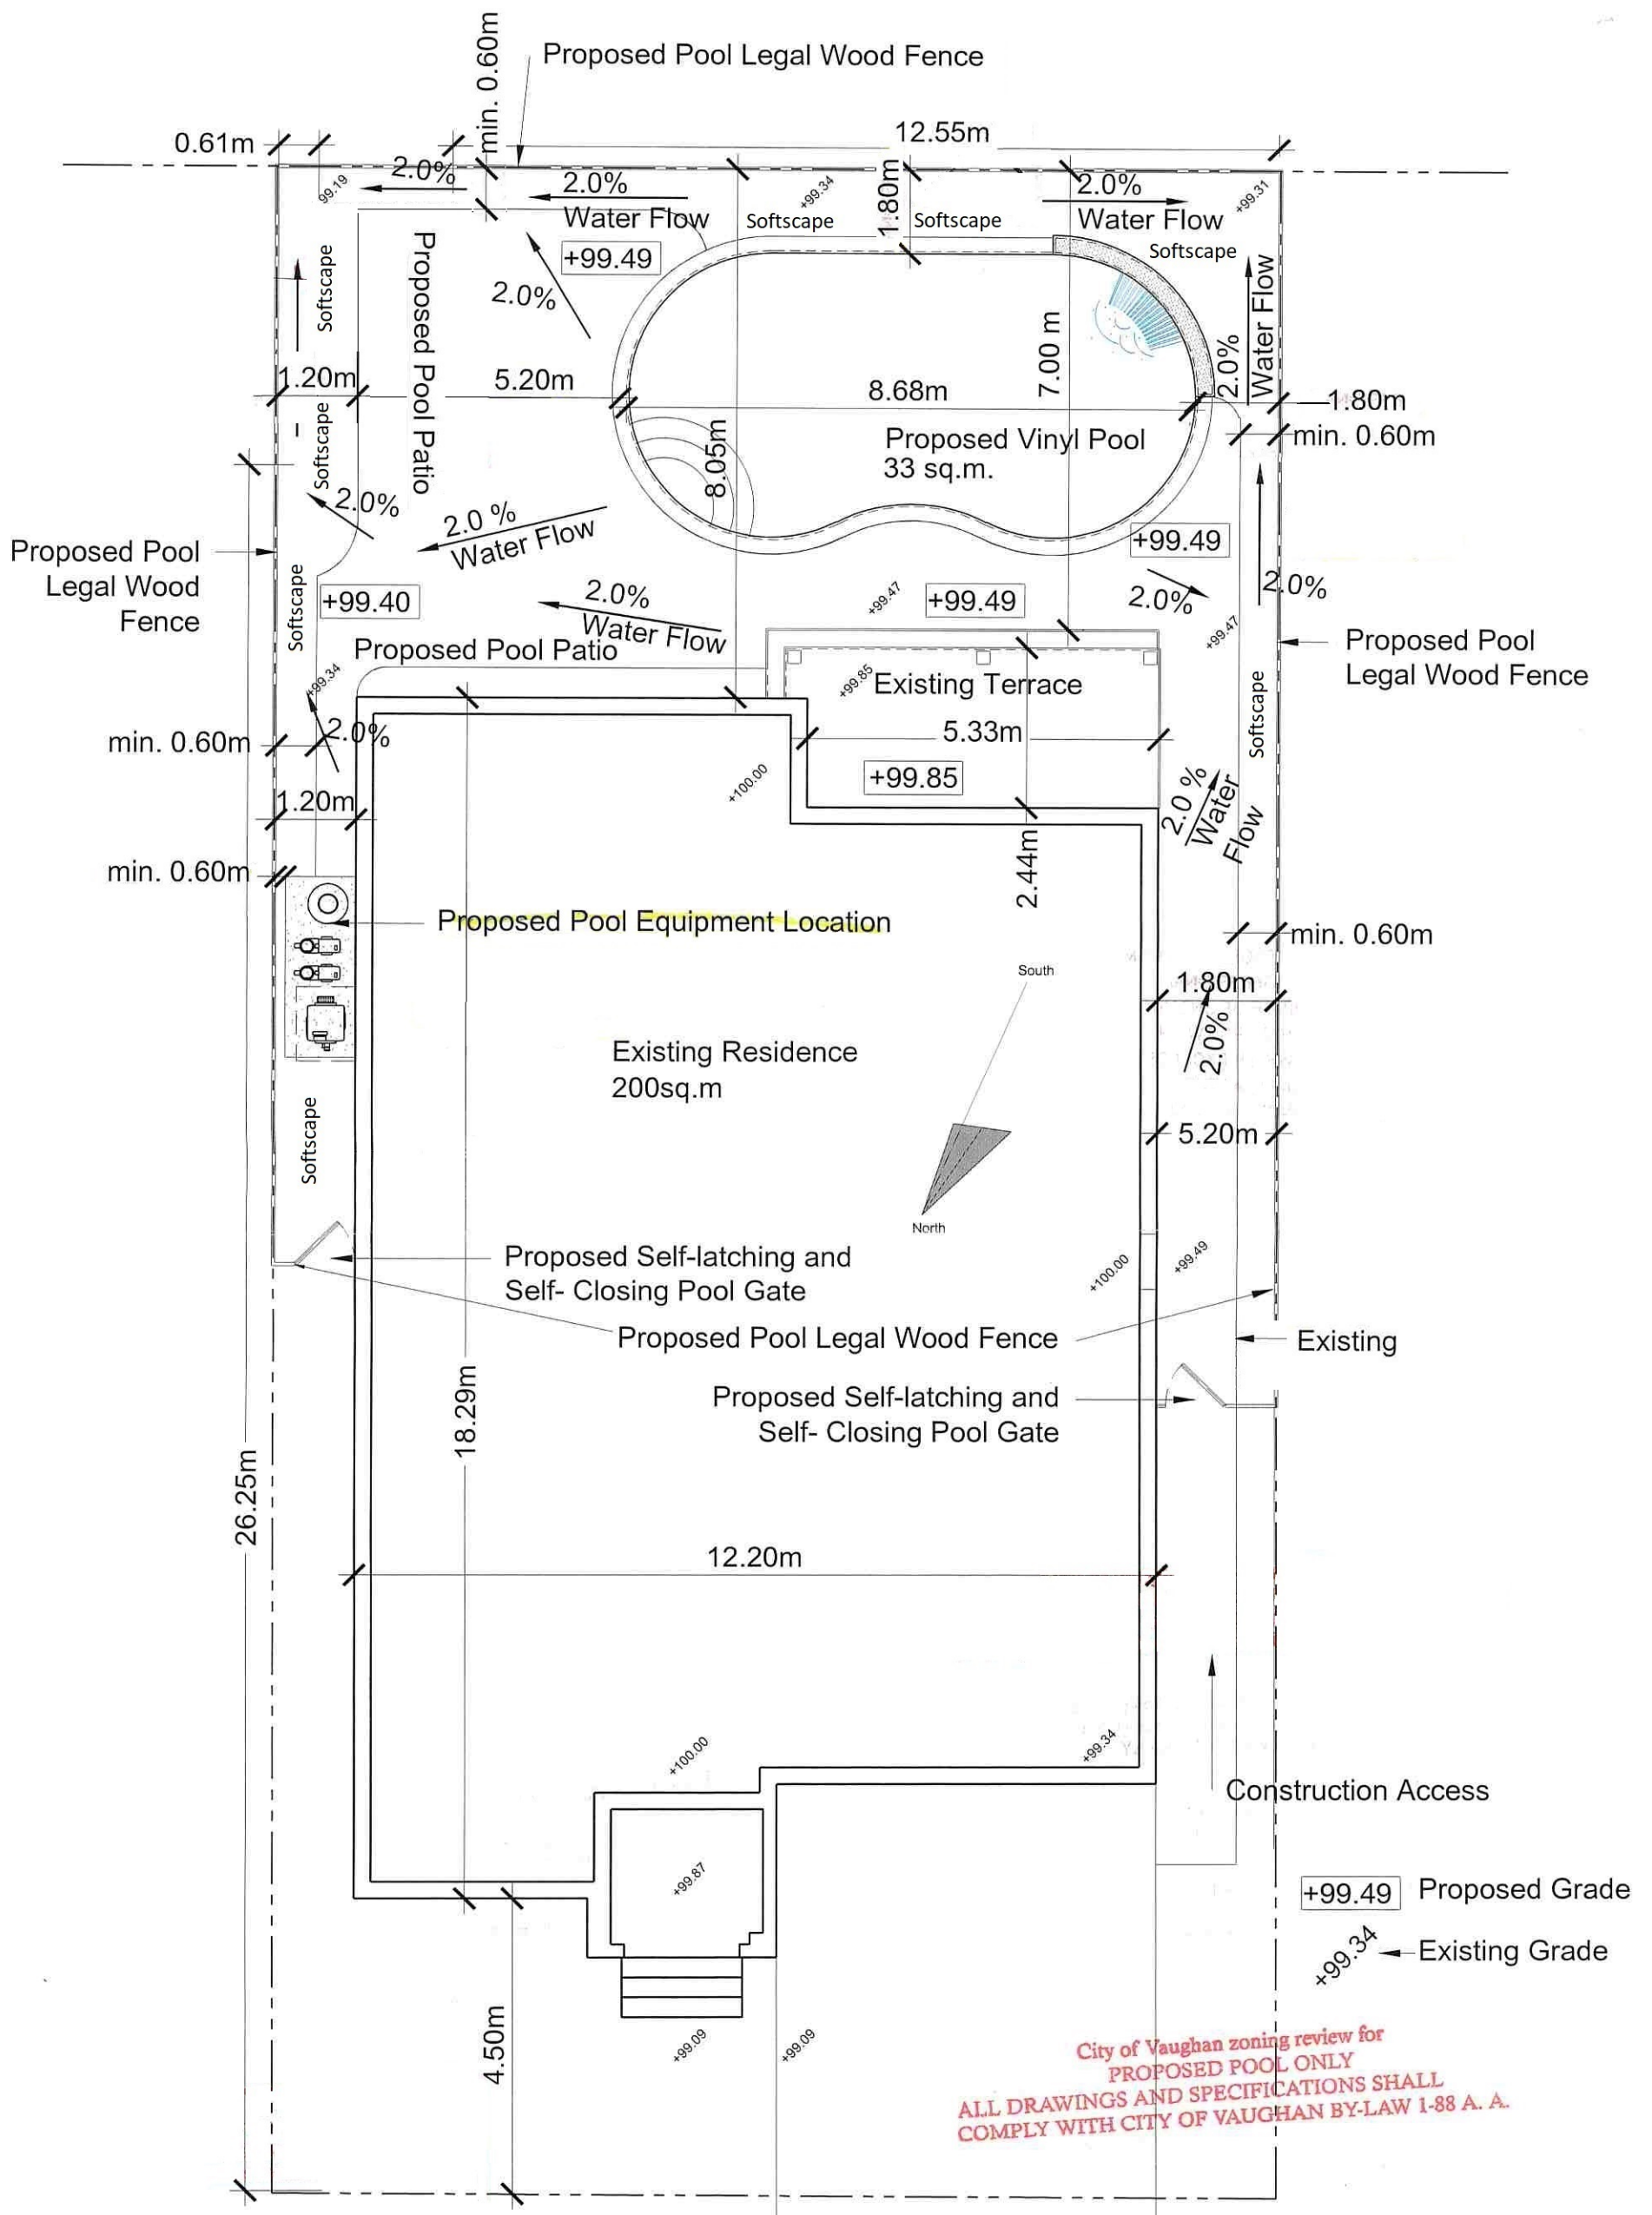 Proposed Pool Legal Wood Fence
min. 0.60m
0.61m
12.55m
2.0%
99.19
2.0%
Water Flow
+99.34
1.80m
2.0%
Water Flow
+99.31
Softscape
Softscape
Softscape
+99.49
2.0%
Softscape
Proposed Pool Patio
2.0%
Water Flow
7.00 m
1.20m
5.20m
8.68m
1.80m
min. 0.60m
Softscape
8.05m
Proposed Vinyl Pool
33 sq.m.
2.0%
2.0 %
Water Flow
+99.49
Proposed Pool
Legal Wood
Fence
Softscape
+99.40
2.0%
Water Flow
+99.47
+99.49
2.0%
2.0%
+99.47
Proposed Pool
Legal Wood Fence
Proposed Pool Patio
+99.34
+99.85
Existing Terrace
Softscape
min. 0.60m
2.0%
5.33m
+100.00
+99.85
1.20m
2.0 %
Water
Flow
min. 0.60m
2.44m
Proposed Pool Equipment Location
min. 0.60m
South
1.80m
2.0%
Existing Residence
200sq.m
Softscape
5.20m
North
Proposed Self-latching and
Self- Closing Pool Gate
+100.00
+99.49
Proposed Pool Legal Wood Fence
Existing
18.29m
Proposed Self-latching and
Self- Closing Pool Gate
26.25m
12.20m
+100.00
+99.34
Construction Access
+99.87
+99.49 Proposed Grade
+99.34 Existing Grade
4.50m
+99.09
+99.09
City of Vaughan zoning review for
PROPOSED POOL ONLY
ALL DRAWINGS AND SPECIFICATIONS SHALL
COMPLY WITH CITY OF VAUGHAN BY-LAW 1-88 A. A.